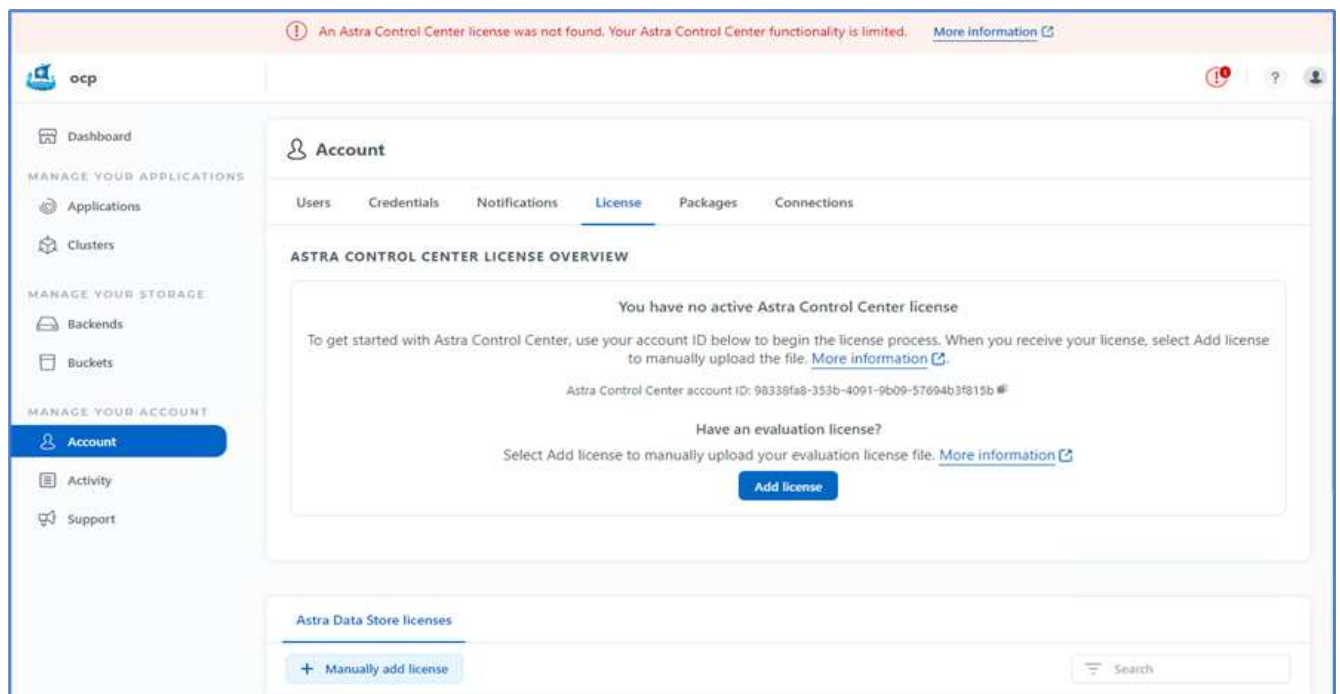 An Astra Control Center license was not found. Your Astra Control Center functionality is limited. More information
ocp
1
?
Dashboard
MANAGE YOUR APPLICATIONS
Applications
Clusters
MANAGE YOUR STORAGE
Backends
Buckets
MANAGE YOUR ACCOUNT
Account
Activity
Support
Account
Users Credentials Notifications License Packages Connections
ASTRA CONTROL CENTER LICENSE OVERVIEW
You have no active Astra Control Center license
To get started with Astra Control Center, use your account ID below to begin the license process. When you receive your license, select Add license
to manually upload the file. More information.
Astra Control Center account ID: 98338fa8-353b-4091-9b09-57694b3f815b
Have an evaluation license?
Select Add license to manually upload your evaluation license file. More information
Add license
Astra Data Store licenses
+ Manually add license
Search